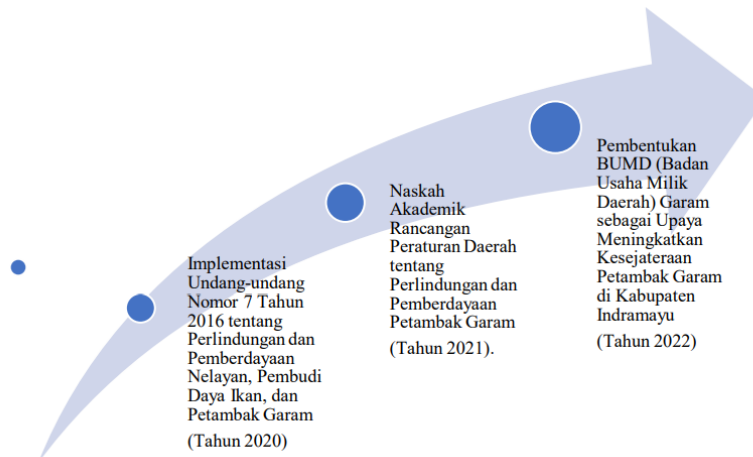 Implementasi
Undang-undang
Nomor 7 Tahun
2016 tentang
Perlindungan dan
Pemberdayaan
Nelayan, Pembudi
Daya Ikan, dan
Petambak Garam
(Tahun 2020)
Naskah
Akademik
Rancangan
Peraturan Daerah
tentang
Perlindungan dan
Pemberdayaan
Petambak Garam
(Tahun 2021).
Pembentukan
BUMD (Badan
Usaha Milik
Daerah) Garam
sebagai Upaya
Meningkatkan
Kesejateraan
Petambak Garam
di Kabupaten
Indramayu
(Tahun 2022)